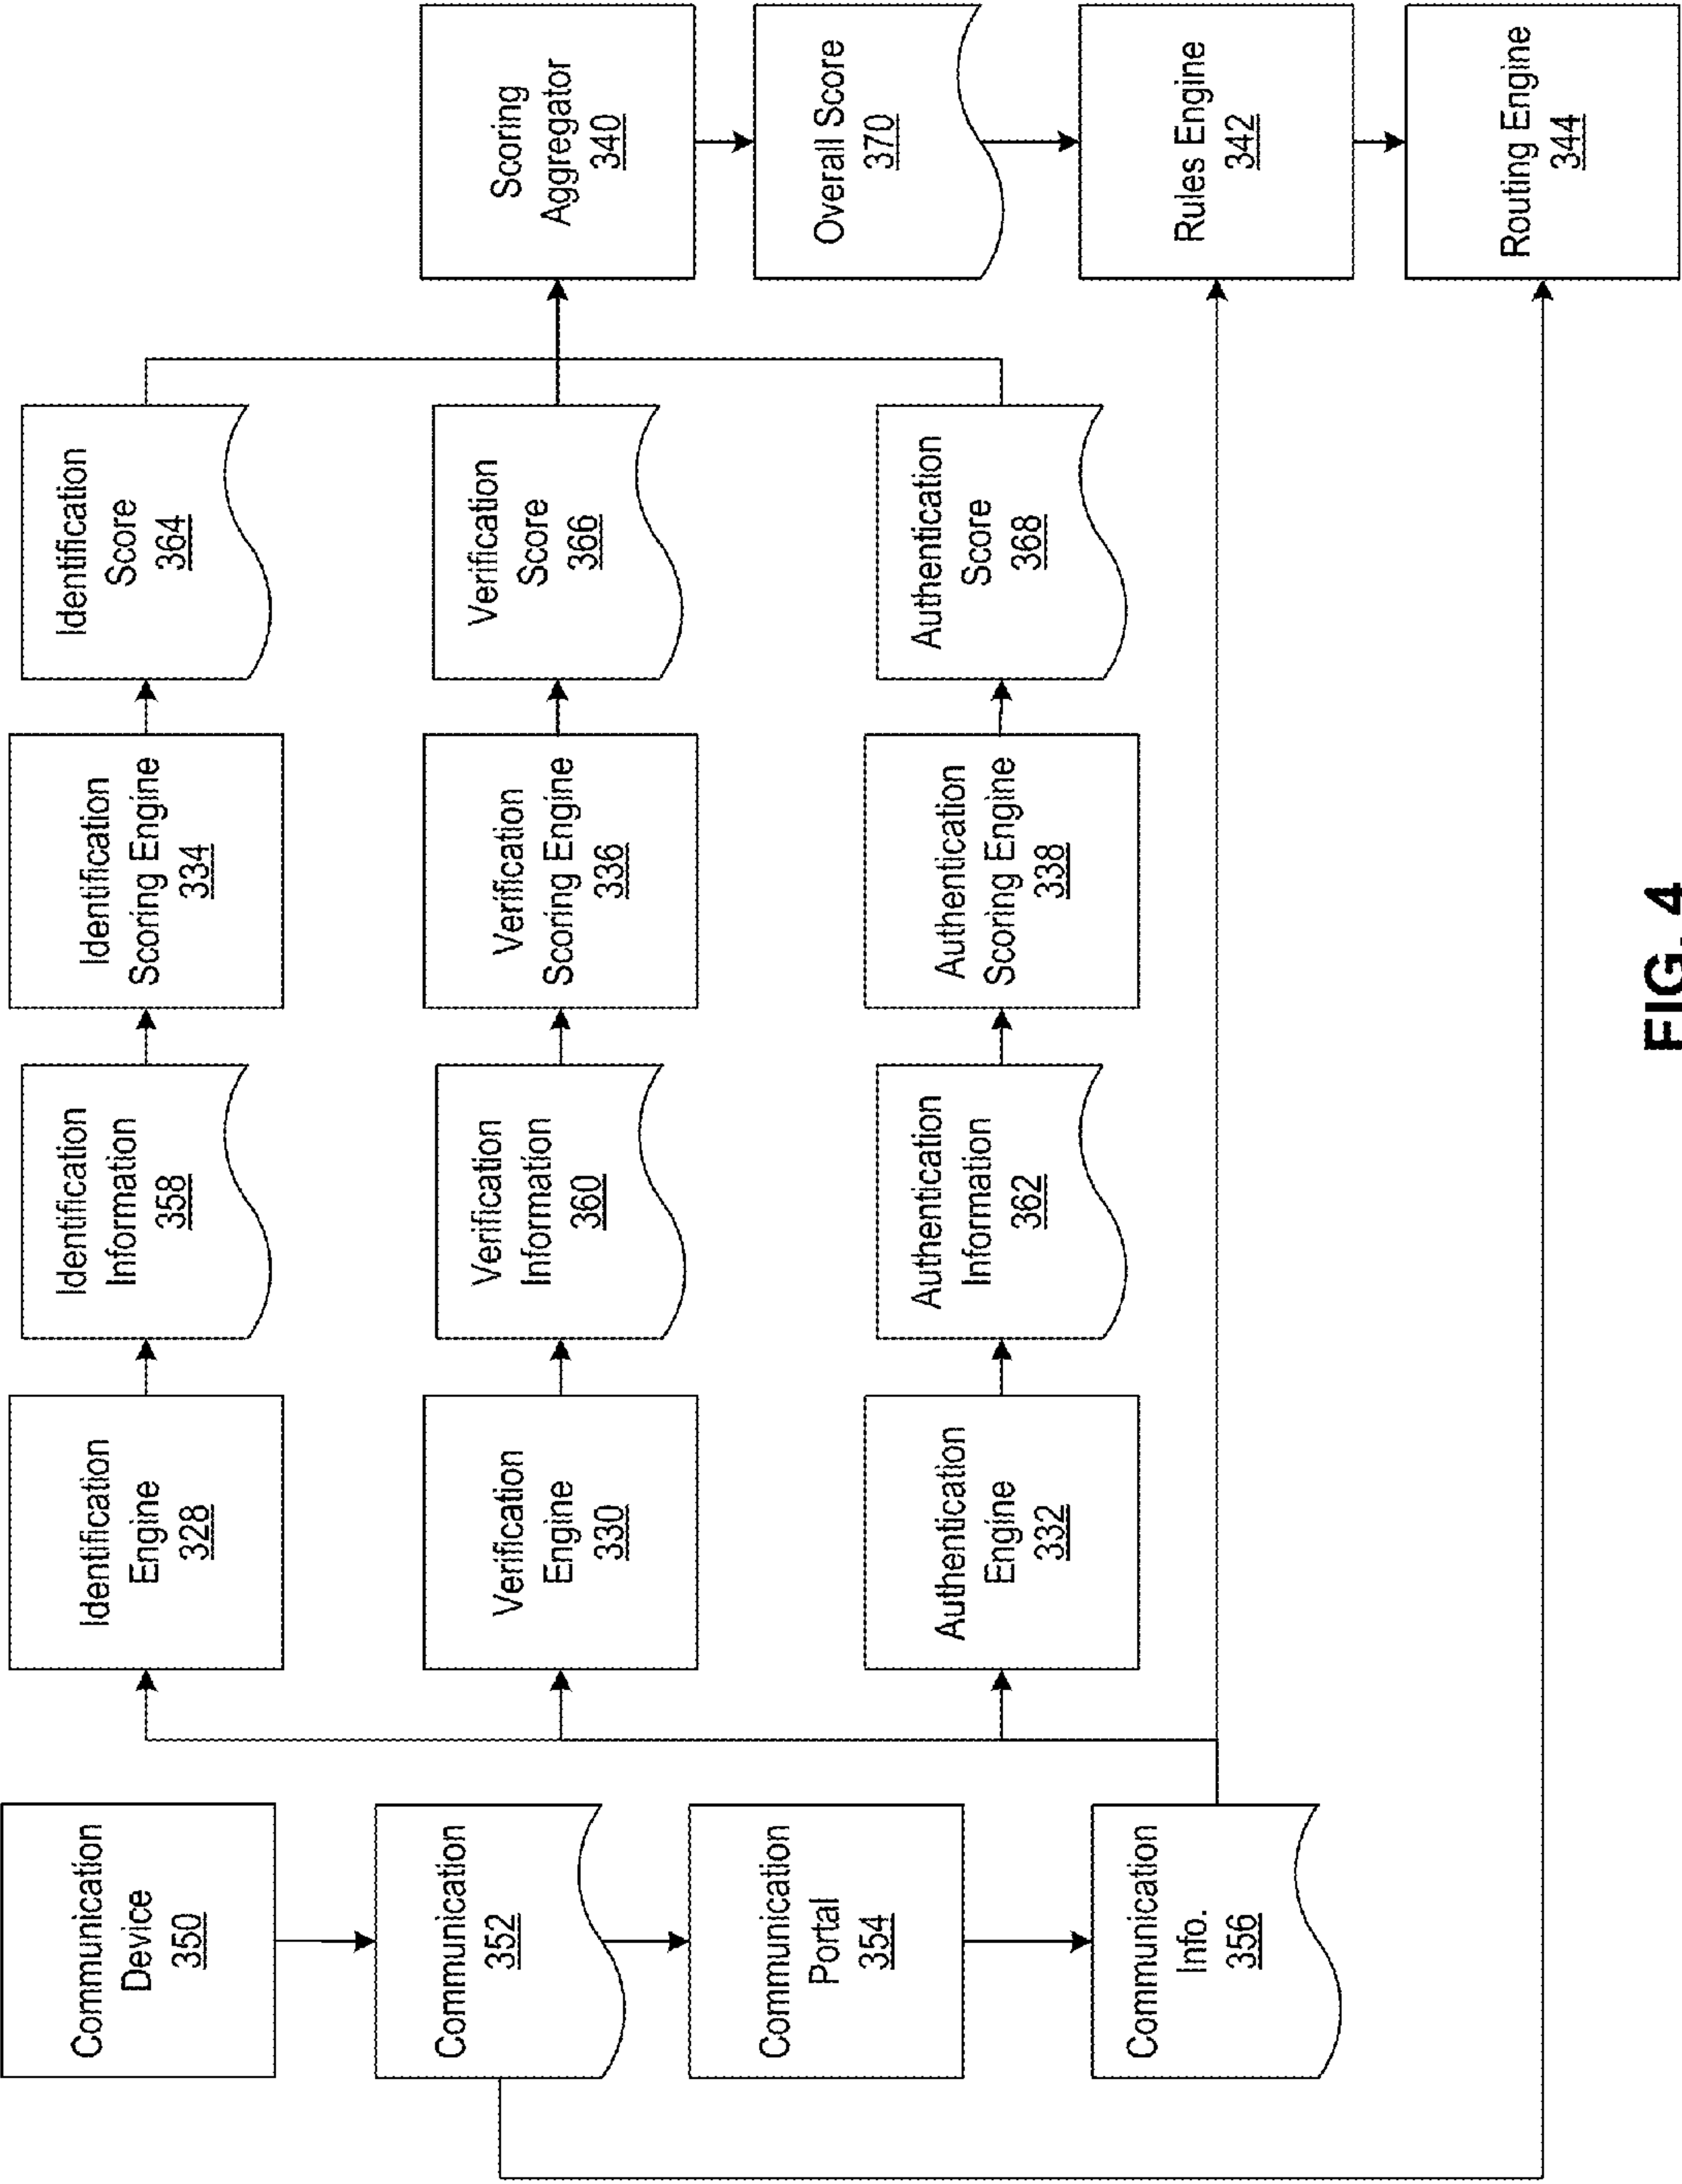 Communication
Device
350
Communication
352
Communication
Portal
354
Communication
Info.
356
Identification
Engine
328
Verification
Engine
330
Authentication
Engine
332
Identification
Information
358
Verification
Information
360
Authentication
Information
362
Identification
Scoring Engine
334
Verification
Scoring Engine
336
Authentication
Scoring Engine
338
Identification
Score
364
Verification
Score
366
Authentication
Score
368
Scoring
Aggregator
340
Overall Score
370
Rules Engine
342
Routing Engine
344
FIG. 4